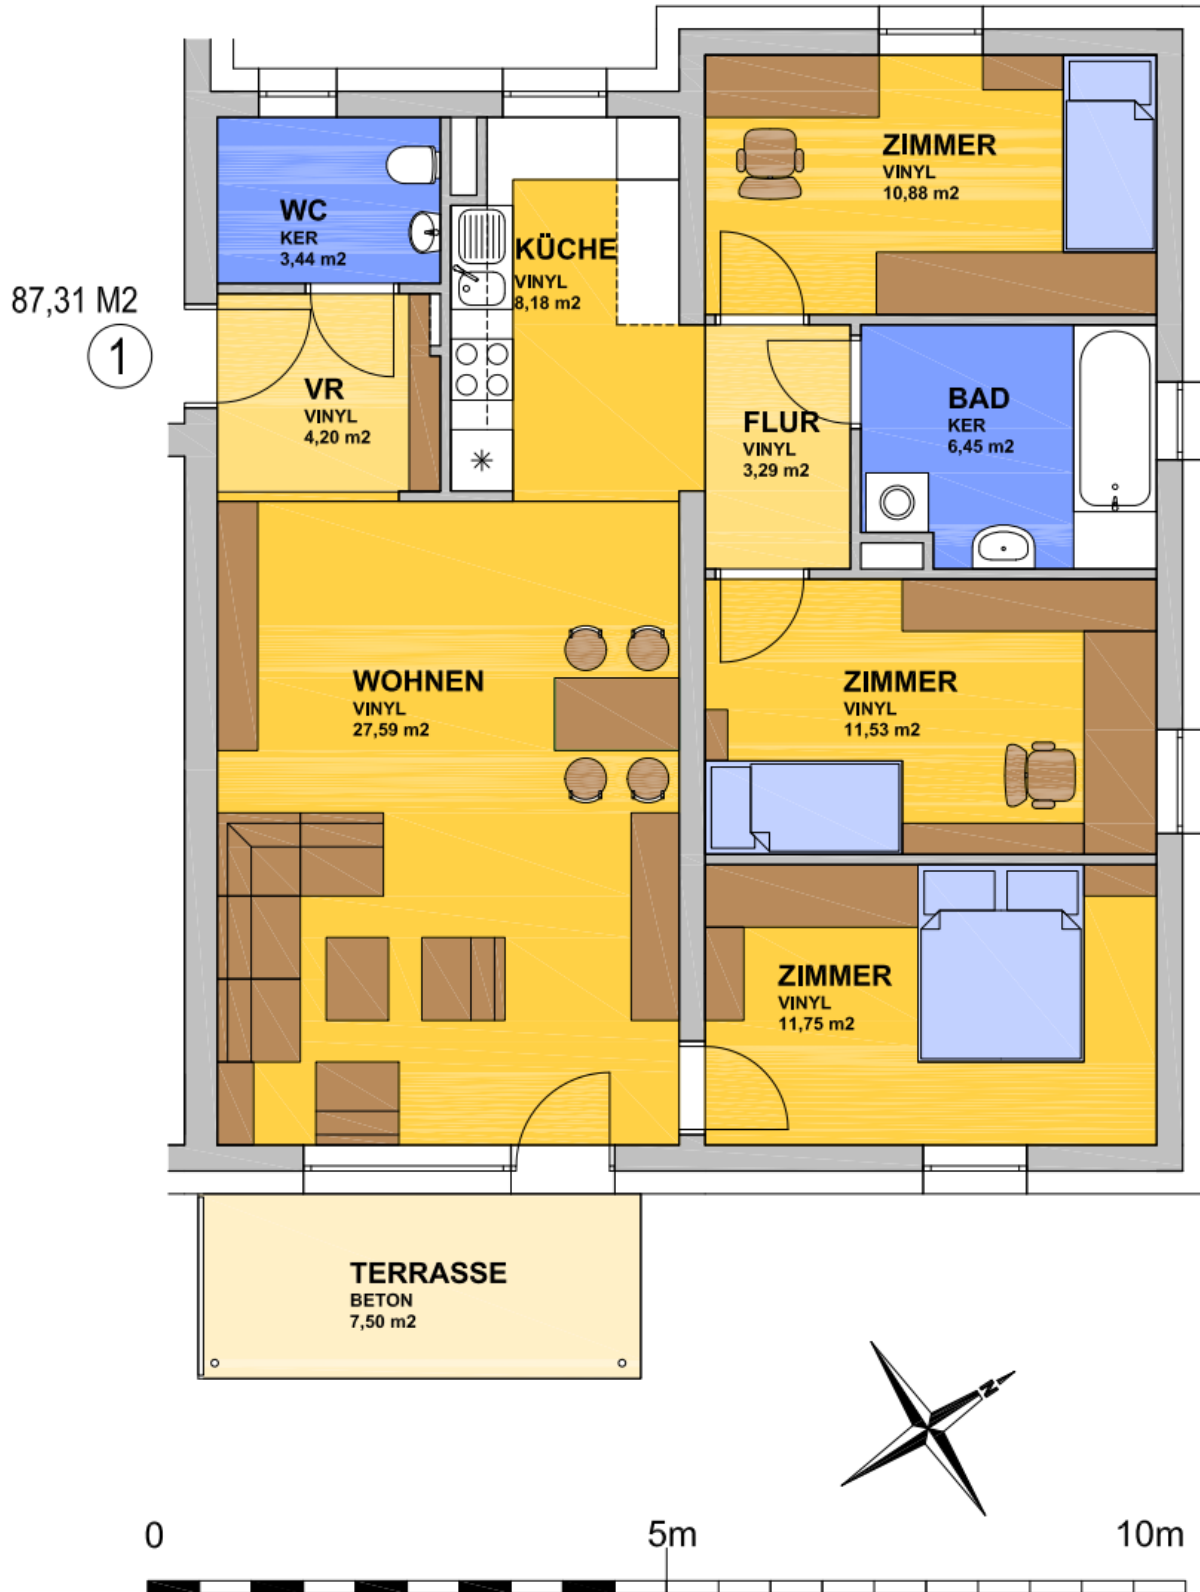 ZIMMER
VINYL
10,88 m2
WC
KER
3,44 m2
KÜCHE
VINYL
8,18 m2
87,31 M2
1
VR
VINYL
4,20 m2
FLUR
VINYL
3,29 m2
BAD
KER
6,45 m2
WOHNEN
VINYL
27,59 m2
ZIMMER
VINYL
11,53 m2
ZIMMER
VINYL
11,75 m2
TERRASSE
BETON
7,50 m2
N
0 5m 10m